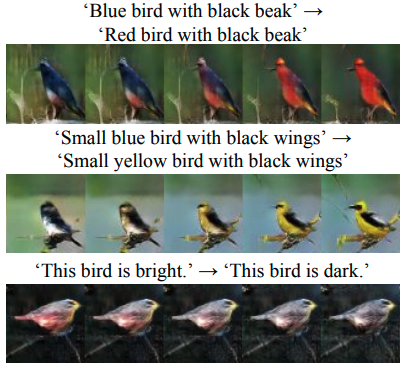 ‘Blue bird with black beak’ →
‘Red bird with black beak’
‘Small blue bird with black wings’ →
‘Small yellow bird with black wings’
‘This bird is bright.’ → ‘This bird is dark.’